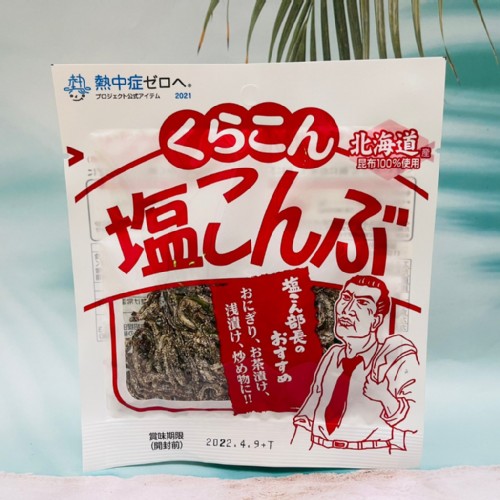 熱中症ゼロへ®
プロジェクト公式アイテム 2021
くらこん
北海道産
昆布100%使用
塩こんぶ
塩こん部長の
おすすめ
おにぎり、お茶漬け、
浅漬け、炒め物に!!
賞味期限
(開封前)
2022.4.9+T